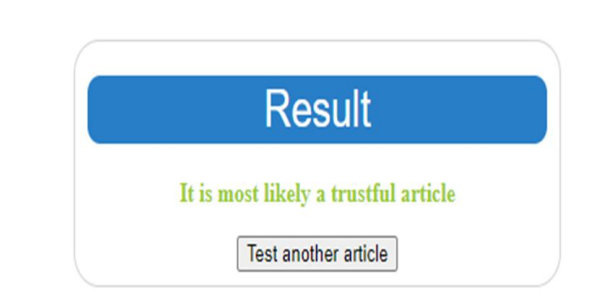 Result
It is most likely a trustful article
Test another article